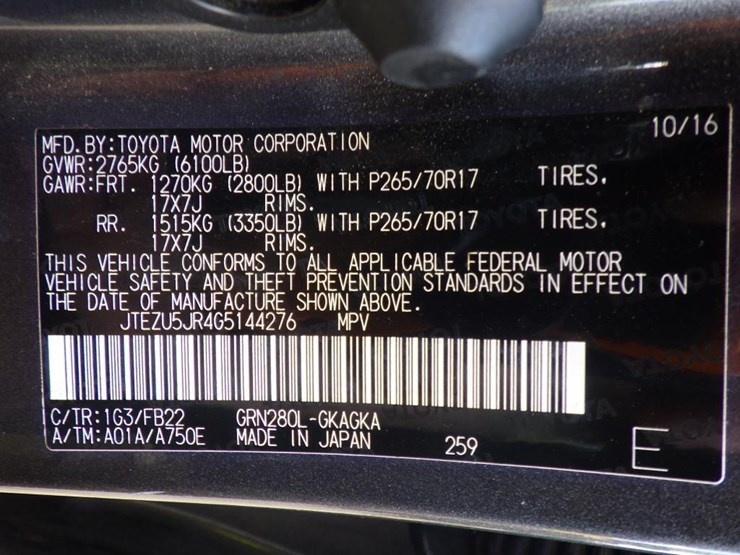 10/16
MFD. BY:TOYOTA MOTOR CORPORATION
GVWR:2765KG (6100LB)
GAWR:FRT. 1270KG (2800LB) WITH P265/70R17 TIRES.
17X7J RIMS.
RR. 1515KG (3350LB) WITH P265/70R17 TIRES.
17X7J RIMS.
THIS VEHICLE CONFORMS TO ALL APPLICABLE FEDERAL MOTOR
VEHICLE SAFETY AND THEFT PREVENTION STANDARDS IN EFFECT ON
THE DATE OF MANUFACTURE SHOWN ABOVE.
JTEZU5JR4G5144276 MPV
C/TR:1G3/FB22 GRN280L-GKAGKA
A/TM:A01A/A750E MADE IN JAPAN 259 E